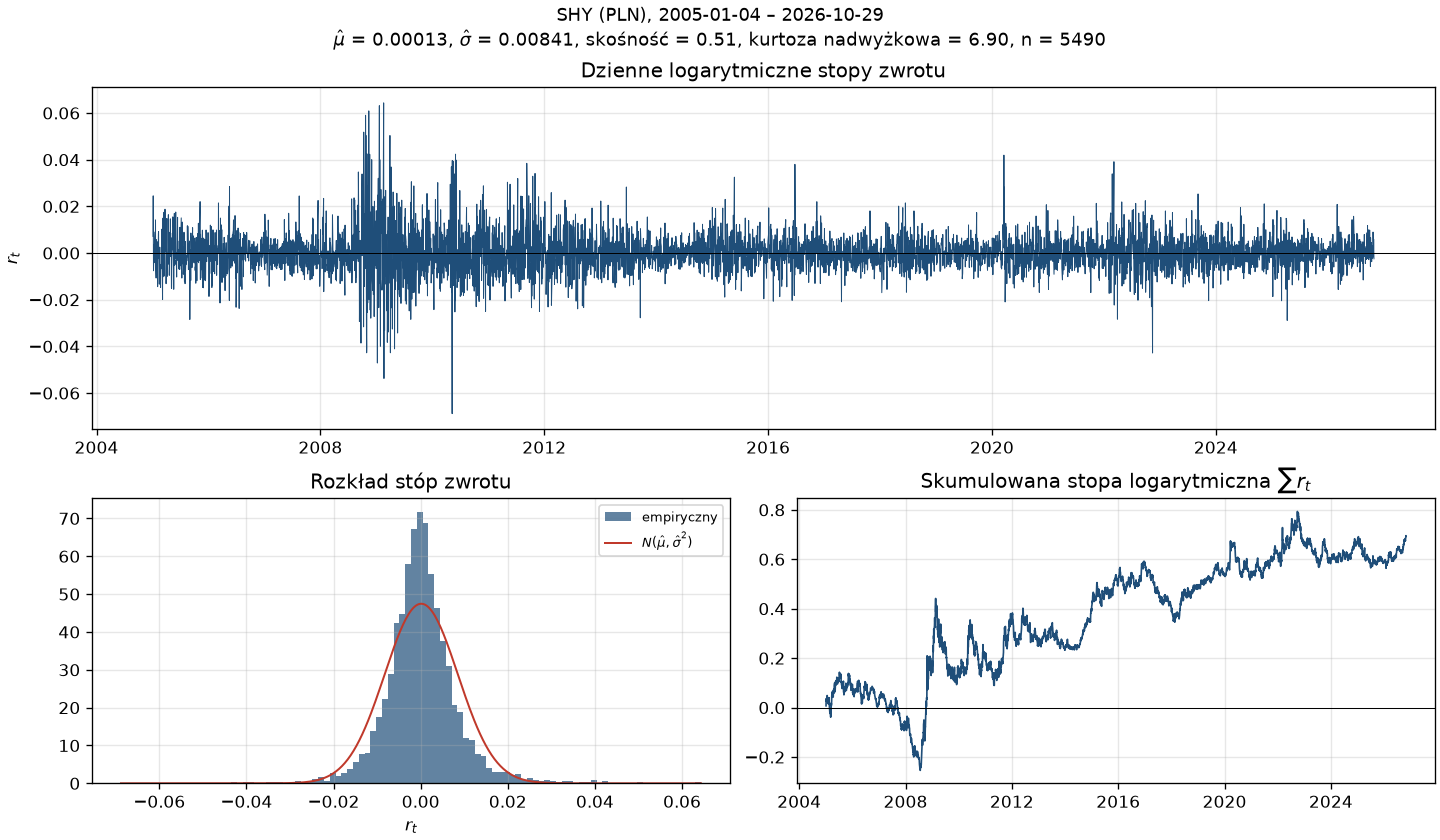 SHY (PLN), 2005-01-04 – 2026-10-29
μ̂ = 0.00013, σ̂ = 0.00841, skośność = 0.51, kurtoza nadwyżkowa = 6.90, n = 5490
Dzienne logarytmiczne stopy zwrotu
0.06
0.04
0.02
0.00
−0.02
−0.04
−0.06
r_t
2004 2008 2012 2016 2020 2024
Rozkład stóp zwrotu
70
60
50
40
30
20
10
0
empiryczny
N(μ̂, σ̂²)
−0.06 −0.04 −0.02 0.00 0.02 0.04 0.06
r_t
Skumulowana stopa logarytmiczna ∑r_t
0.8
0.6
0.4
0.2
0.0
−0.2
2004 2008 2012 2016 2020 2024